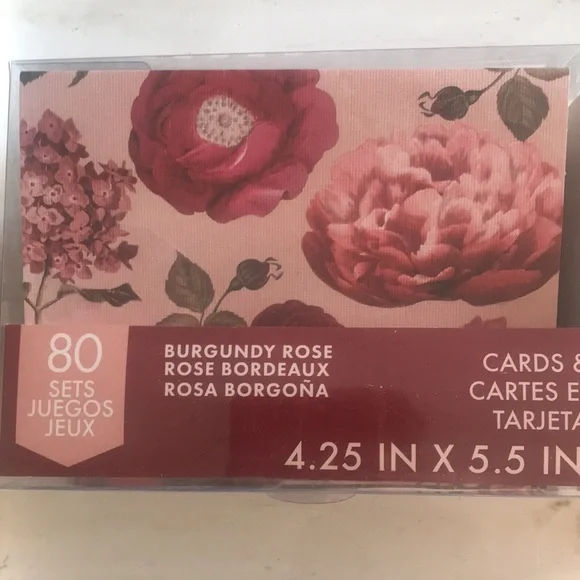 80
SETS
JUEGOS
JEUX
BURGUNDY ROSE
ROSE BORDEAUX
ROSA BORGOÑA
CARDS &
CARTES E
TARJETA
4.25 IN X 5.5 IN